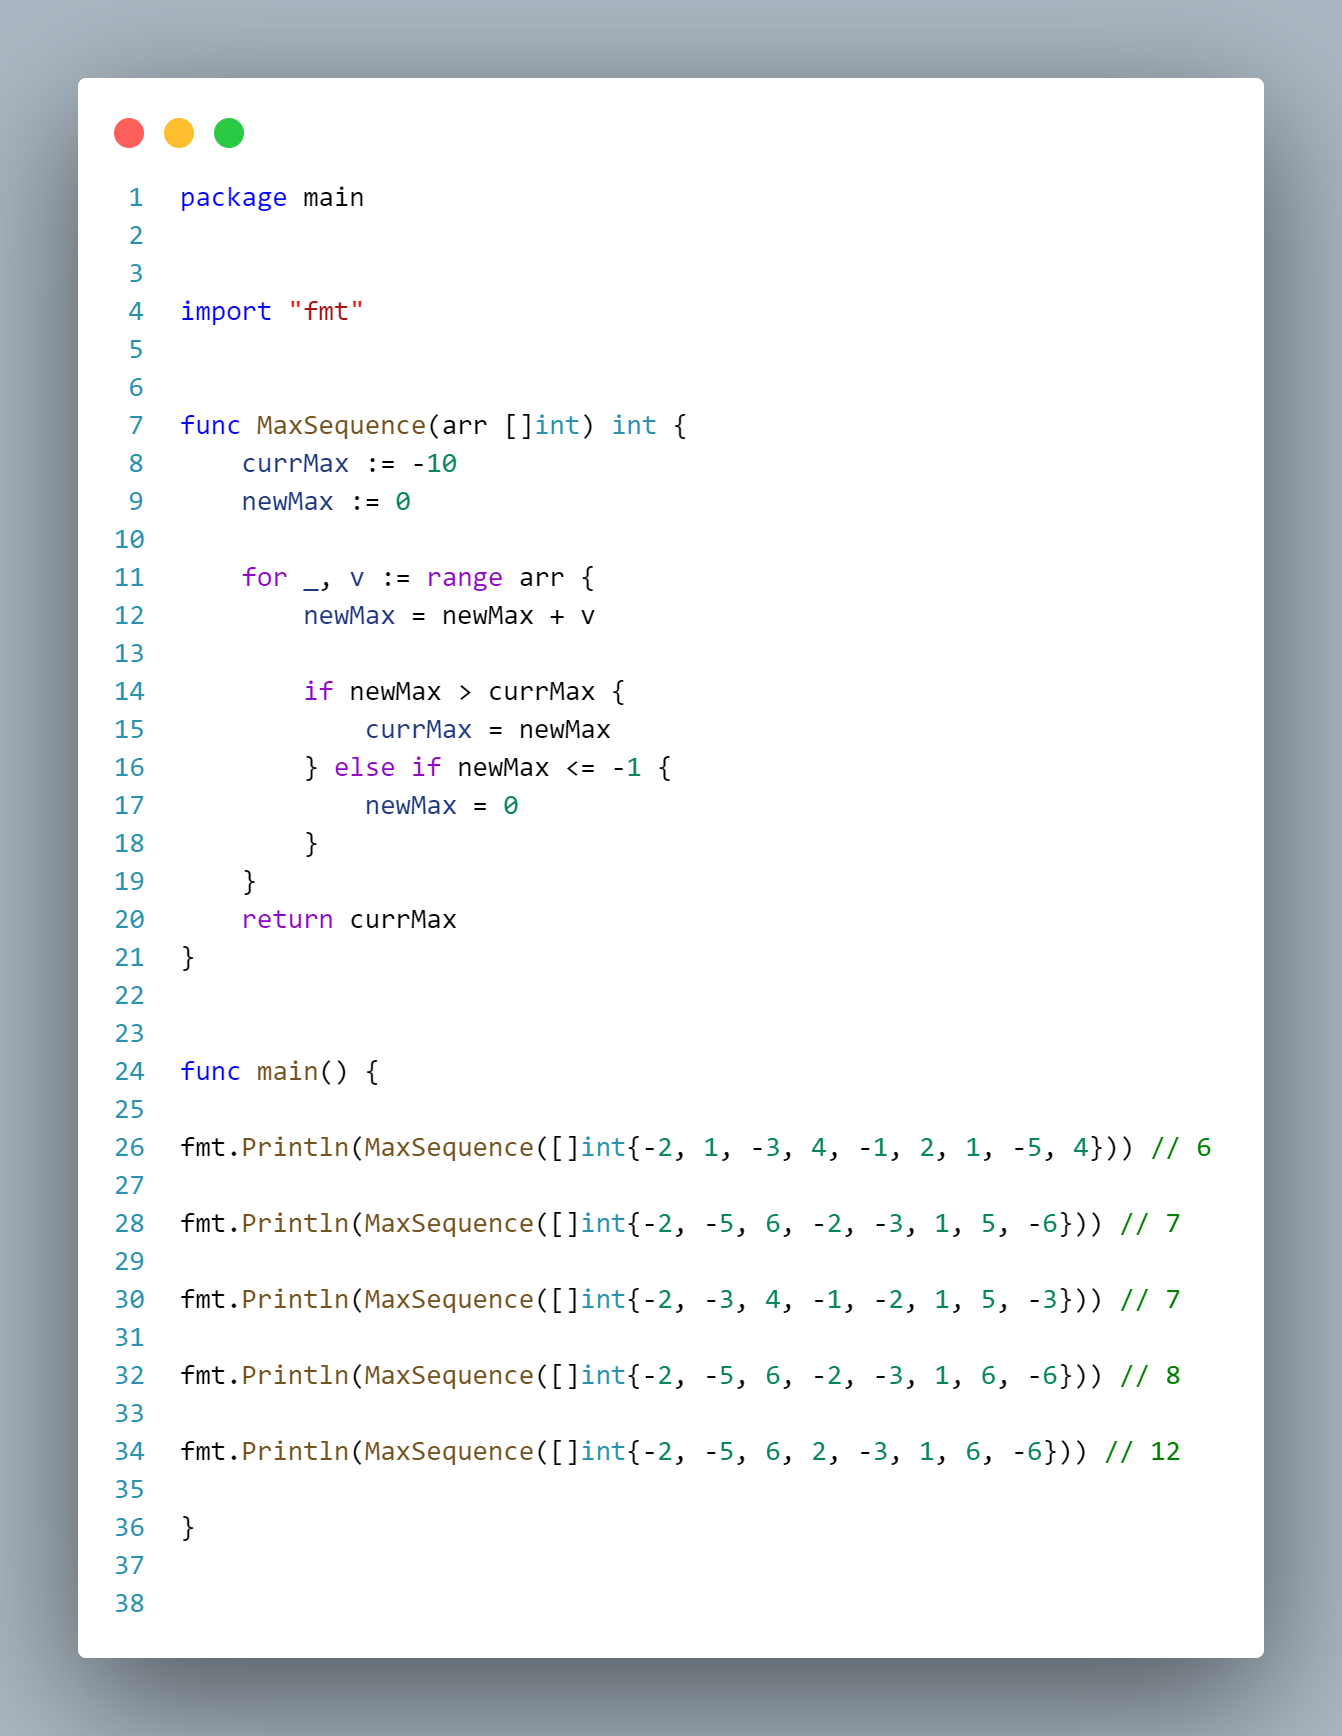 1 package main
2
3
4 import "fmt"
5
6
7 func MaxSequence(arr []int) int {
8     currMax := -10
9     newMax := 0
10
11     for _, v := range arr {
12         newMax = newMax + v
13
14         if newMax > currMax {
15             currMax = newMax
16         } else if newMax <= -1 {
17             newMax = 0
18         }
19     }
20     return currMax
21 }
22
23
24 func main() {
25
26 fmt.Println(MaxSequence([]int{-2, 1, -3, 4, -1, 2, 1, -5, 4})) // 6
27
28 fmt.Println(MaxSequence([]int{-2, -5, 6, -2, -3, 1, 5, -6})) // 7
29
30 fmt.Println(MaxSequence([]int{-2, -3, 4, -1, -2, 1, 5, -3})) // 7
31
32 fmt.Println(MaxSequence([]int{-2, -5, 6, -2, -3, 1, 6, -6})) // 8
33
34 fmt.Println(MaxSequence([]int{-2, -5, 6, 2, -3, 1, 6, -6})) // 12
35
36 }
37
38